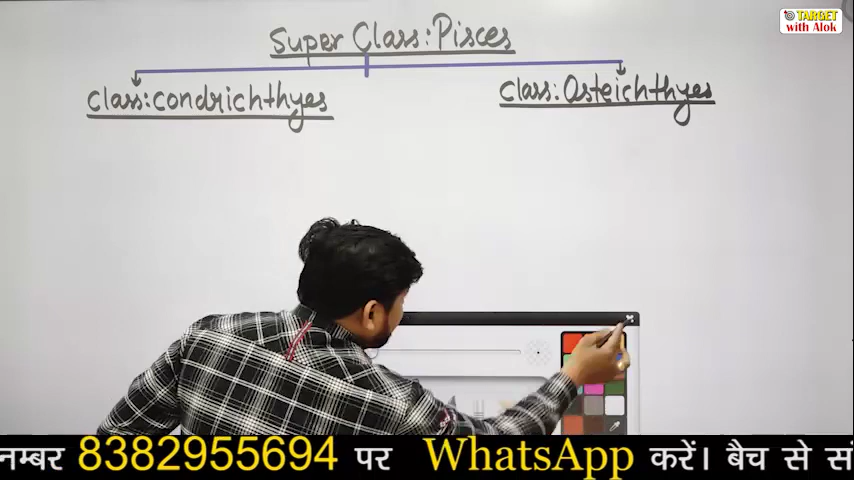 TARGET
with Alok
Super Class:Pisces
Class:Condrichthyes
Class:Osteichthyes
नम्बर 8382955694 पर WhatsApp करें। बैच से सं